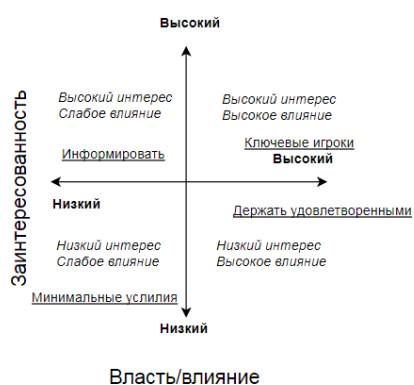 Высокий
Высокий интерес
Слабое влияние
Высокий интерес
Высокое влияние
Информировать
Ключевые игроки
Высокий
Заинтересованность
Низкий
Держать удовлетворенными
Низкий интерес
Слабое влияние
Низкий интерес
Высокое влияние
Минимальные услилия
Низкий
Власть/влияние